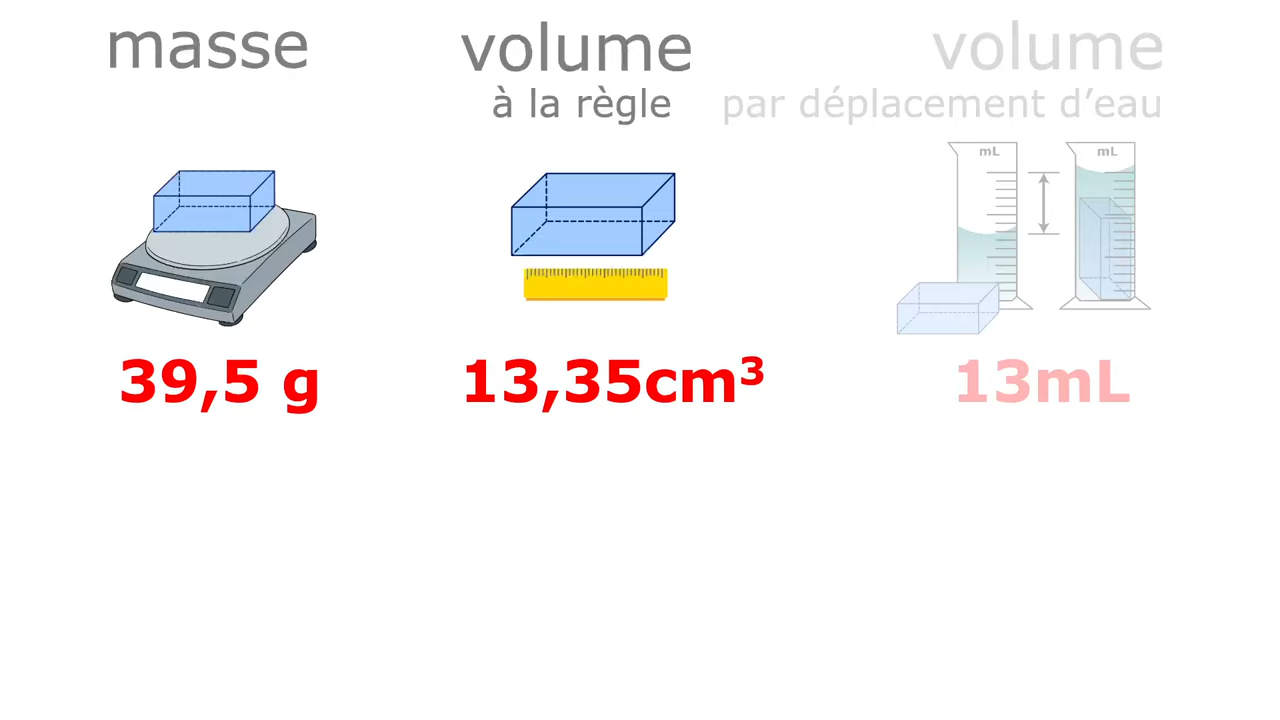 masse
volume
à la règle
volume
par déplacement d’eau
mL
mL
39,5 g
13,35cm³
13mL